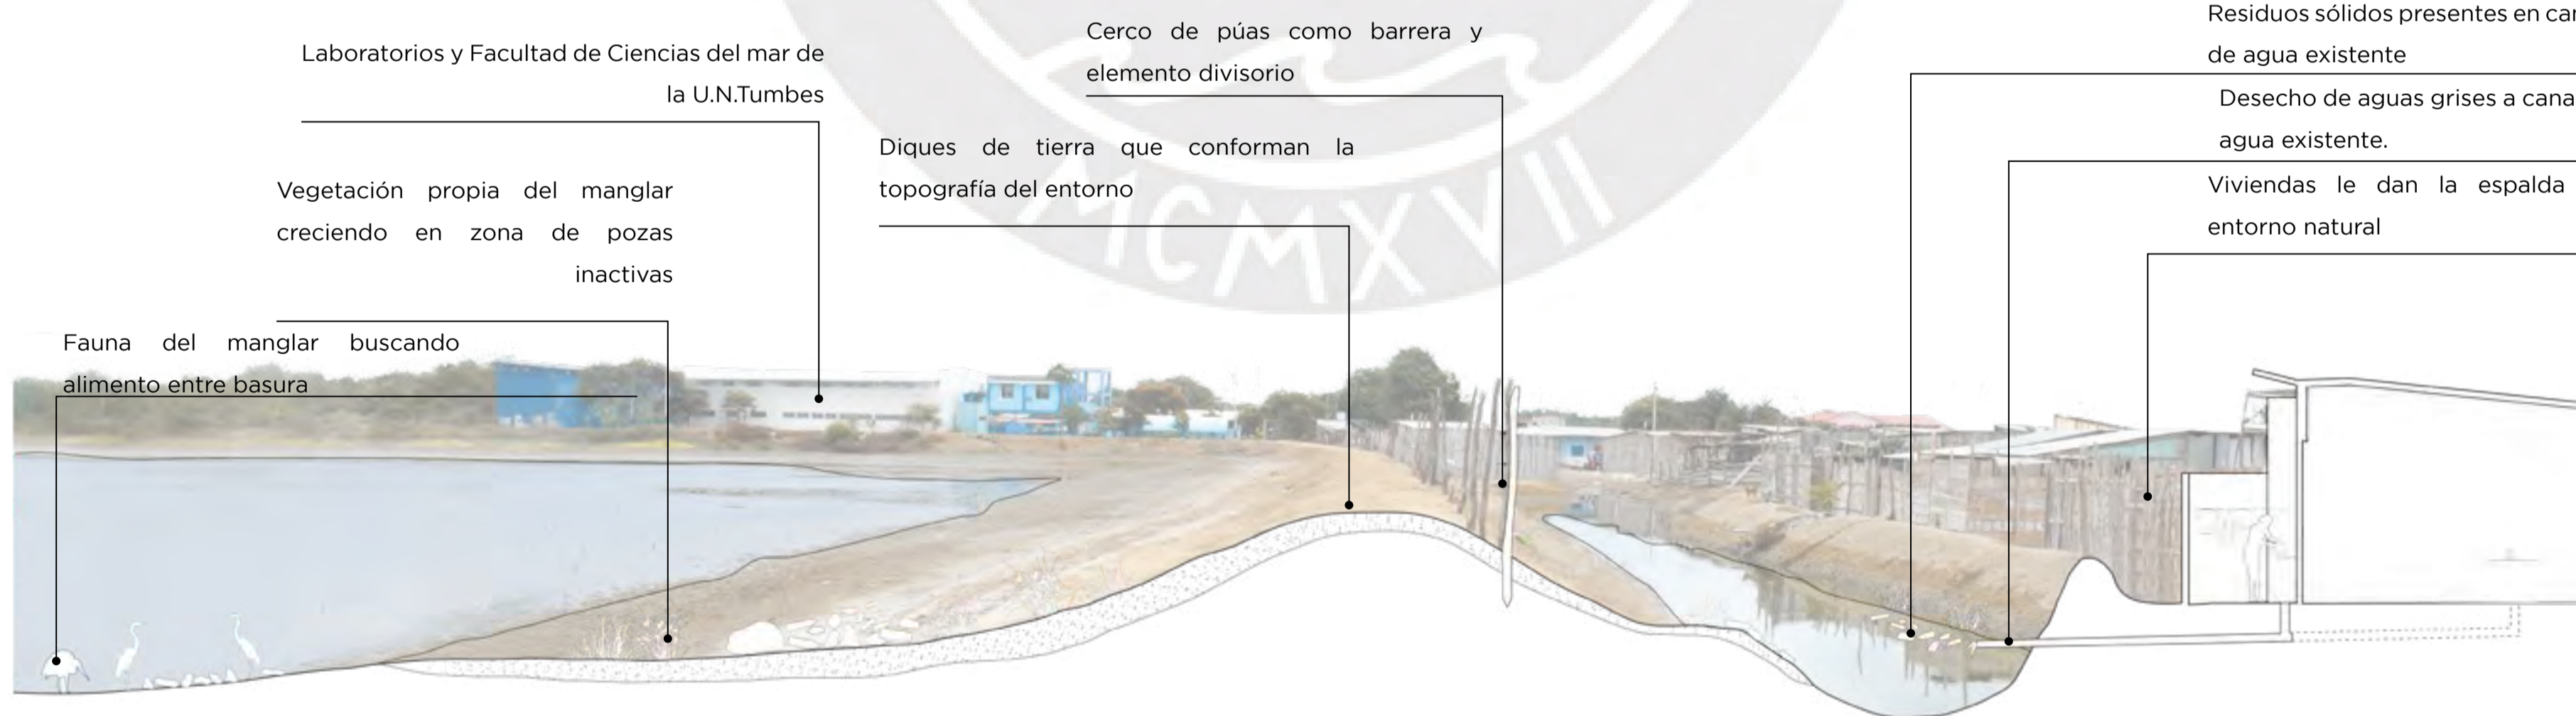 Laboratorios y Facultad de Ciencias del mar de
la U.N.Tumbes
Vegetación propia del manglar
creciendo en zona de pozas
inactivas
Fauna del manglar buscando
alimento entre basura
Cerco de púas como barrera y
elemento divisorio
Diques de tierra que conforman la
topografía del entorno
MCMXVII
Residuos sólidos presentes en
de agua existente
Desecho de aguas grises a
agua existente.
Viviendas le dan la espalda
entorno natural